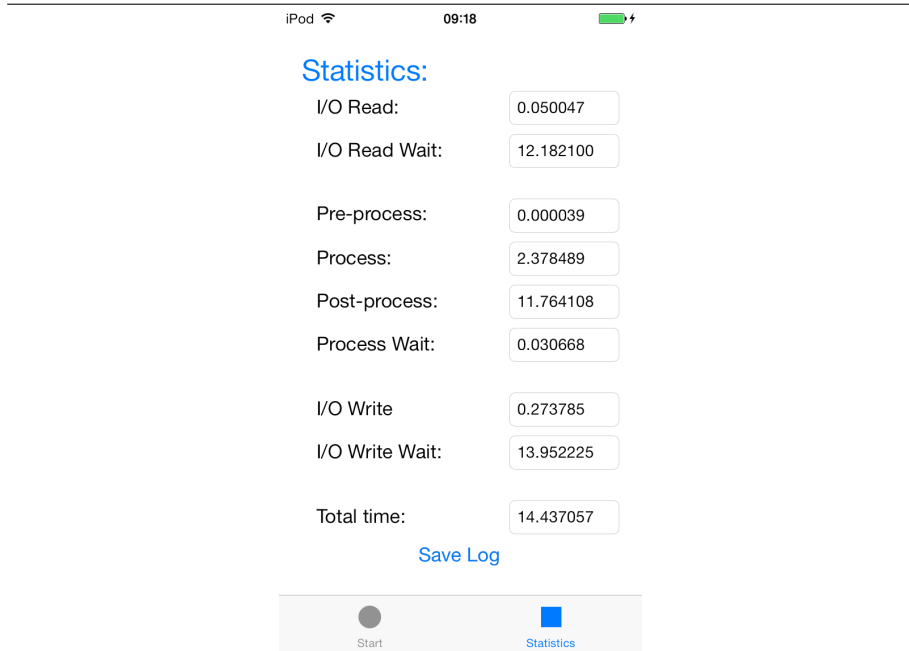 iPod 09:18
Statistics:
I/O Read: 0.050047
I/O Read Wait: 12.182100
Pre-process: 0.000039
Process: 2.378489
Post-process: 11.764108
Process Wait: 0.030668
I/O Write 0.273785
I/O Write Wait: 13.952225
Total time: 14.437057
Save Log
Start Statistics